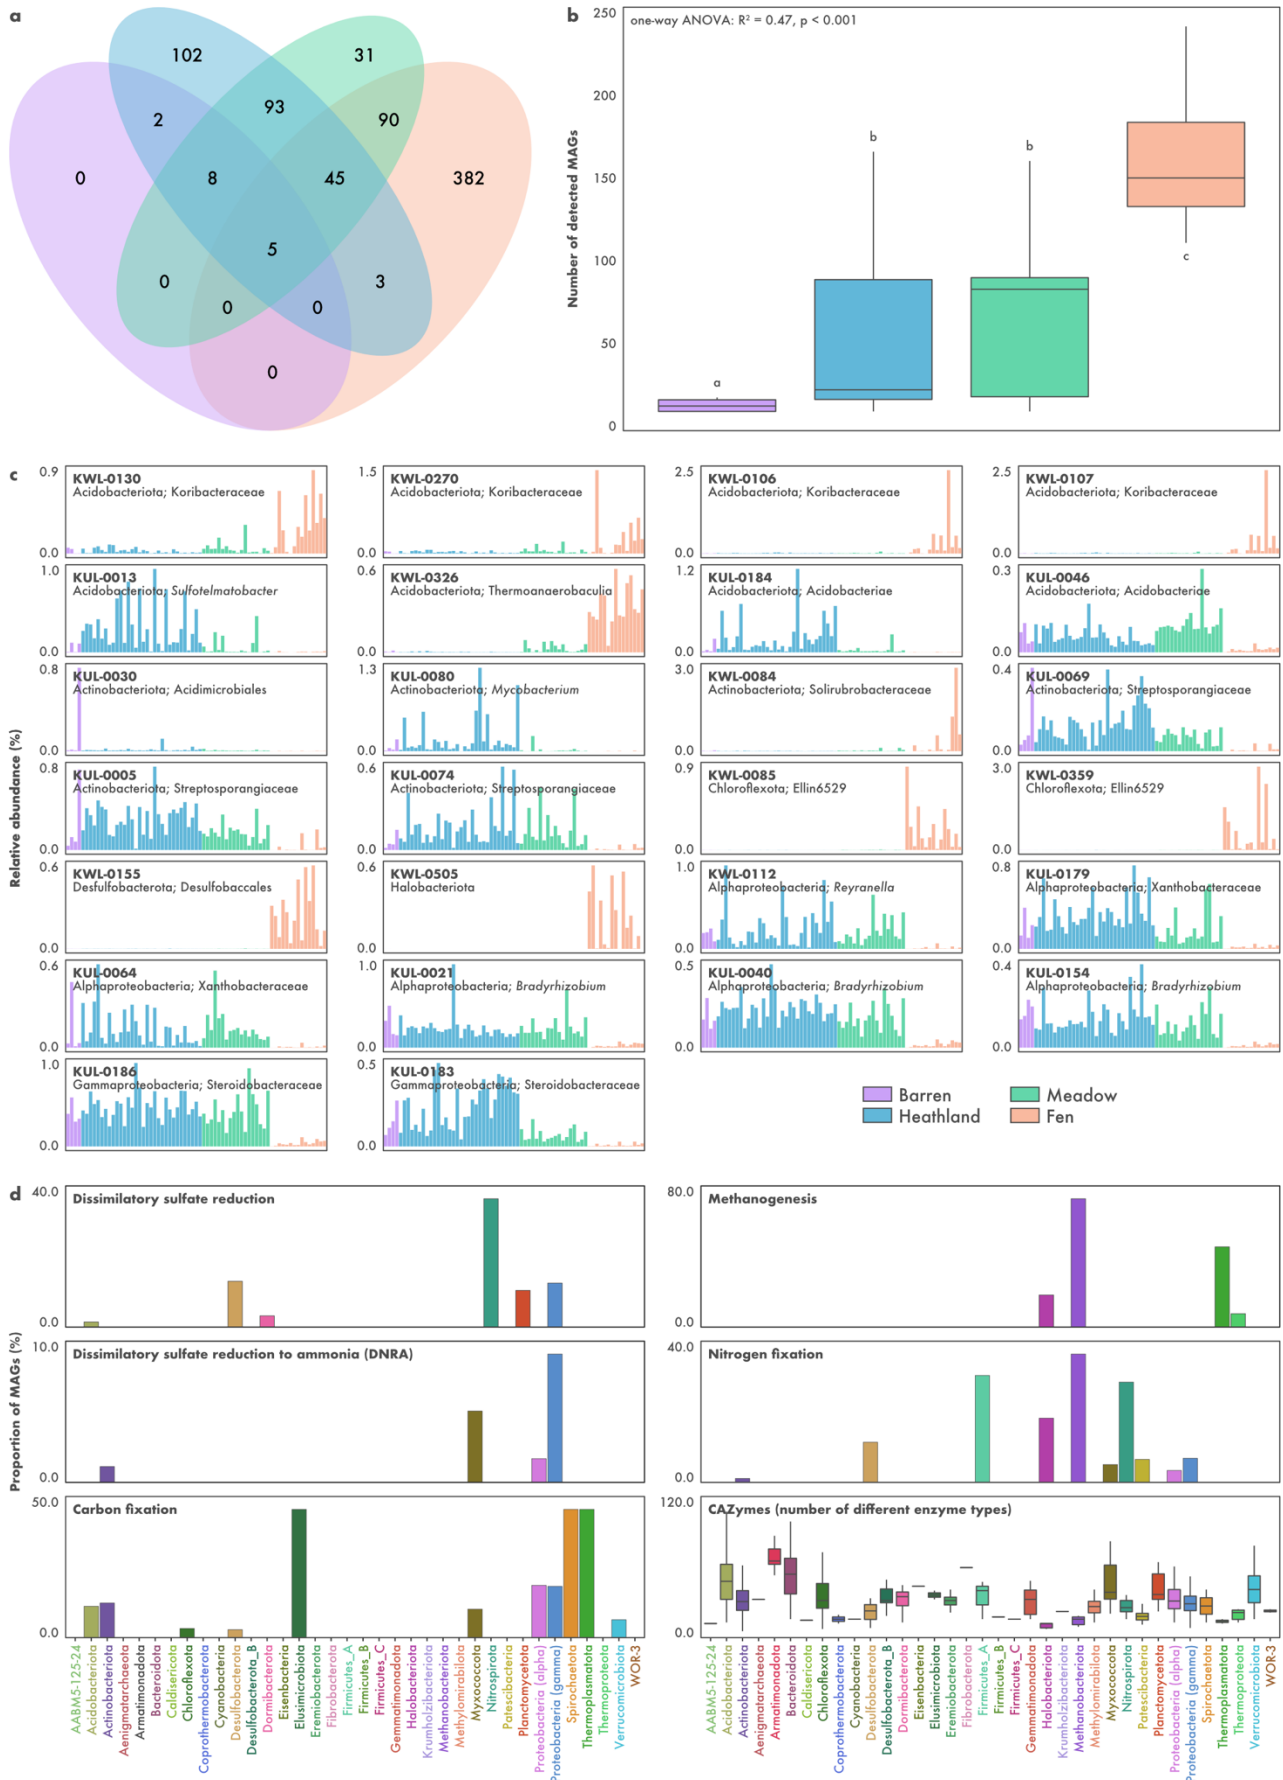 a
102
31
2
93
90
0
8
45
382
5
0
3
0
0
0
b
one-way ANOVA: R² = 0.47, p < 0.001
Number of detected MAGs
250
200
150
100
50
0
a
b
b
c
c
Relative abundance (%)
0.9
KWL-0130
Acidobacteriota; Koribacteraceae
0.0
1.5
KWL-0270
Acidobacteriota; Koribacteraceae
0.0
2.5
KWL-0106
Acidobacteriota; Koribacteraceae
0.0
2.5
KWL-0107
Acidobacteriota; Koribacteraceae
0.0
1.0
KUL-0013
Acidobacteriota; Sulfotelmatobacter
0.0
0.6
KWL-0326
Acidobacteriota; Thermoanaerobaculia
0.0
1.2
KUL-0184
Acidobacteriota; Acidobacteriae
0.0
0.3
KUL-0046
Acidobacteriota; Acidobacteriae
0.0
0.8
KUL-0030
Actinobacteriota; Acidimicrobiales
0.0
1.3
KUL-0080
Actinobacteriota; Mycobacterium
0.0
3.0
KWL-0084
Actinobacteriota; Solirubrobacteraceae
0.0
0.4
KUL-0069
Actinobacteriota; Streptosporangiaceae
0.0
0.8
KUL-0005
Actinobacteriota; Streptosporangiaceae
0.0
0.6
KUL-0074
Actinobacteriota; Streptosporangiaceae
0.0
0.9
KWL-0085
Chloroflexota; Ellin6529
0.0
3.0
KWL-0359
Chloroflexota; Ellin6529
0.0
0.6
KWL-0155
Desulfobacterota; Desulfobaccales
0.0
0.6
KWL-0505
Halobacteriota
0.0
1.0
KWL-0112
Alphaproteobacteria; Reyranella
0.0
0.8
KUL-0179
Alphaproteobacteria; Xanthobacteraceae
0.0
0.6
KUL-0064
Alphaproteobacteria; Xanthobacteraceae
0.0
1.0
KUL-0021
Alphaproteobacteria; Bradyrhizobium
0.0
0.5
KUL-0040
Alphaproteobacteria; Bradyrhizobium
0.0
0.4
KUL-0154
Alphaproteobacteria; Bradyrhizobium
0.0
1.0
KUL-0186
Gammaproteobacteria; Steroidobacteraceae
0.0
0.5
KUL-0183
Gammaproteobacteria; Steroidobacteraceae
0.0
Barren
Heathland
Meadow
Fen
d
Proportion of MAGs (%)
40.0
Dissimilatory sulfate reduction
0.0
80.0
Methanogenesis
0.0
10.0
Dissimilatory sulfate reduction to ammonia (DNRA)
0.0
40.0
Nitrogen fixation
0.0
50.0
Carbon fixation
0.0
120.0
CAZymes (number of different enzyme types)
0.0
AABM5-125-24
Acidobacteriota
Actinobacteriota
Aenigmatarchaeota
Armatimonadota
Bacteroidota
Caldisericota
Chloroflexota
Coprothermobacterota
Cyanobacteria
Desulfobacterota
Desulfobacterota_B
Dormibacterota
Eisenbacteria
Elusimicrobiota
Eremiobacterota
Fibrobacterota
Firmicutes_A
Firmicutes_B
Firmicutes_C
Gemmatimonadota
Halobacteriota
Krumholzibacteriota
Methanobacteriota
Methylomirabilota
Myxococcota
Nitrospirota
Patescibacteria
Planctomycetota
Proteobacteria (alpha)
Proteobacteria (gamma)
Spirochaetota
Thermoplasmatota
Thermoproteota
Verrucomicrobiota
WOR-3
AABM5-125-24
Acidobacteriota
Actinobacteriota
Aenigmatarchaeota
Armatimonadota
Bacteroidota
Caldisericota
Chloroflexota
Coprothermobacterota
Cyanobacteria
Desulfobacterota
Desulfobacterota_B
Dormibacterota
Eisenbacteria
Elusimicrobiota
Eremiobacterota
Fibrobacterota
Firmicutes_A
Firmicutes_B
Firmicutes_C
Gemmatimonadota
Halobacteriota
Krumholzibacteriota
Methanobacteriota
Methylomirabilota
Myxococcota
Nitrospirota
Patescibacteria
Planctomycetota
Proteobacteria (alpha)
Proteobacteria (gamma)
Spirochaetota
Thermoplasmatota
Thermoproteota
Verrucomicrobiota
WOR-3